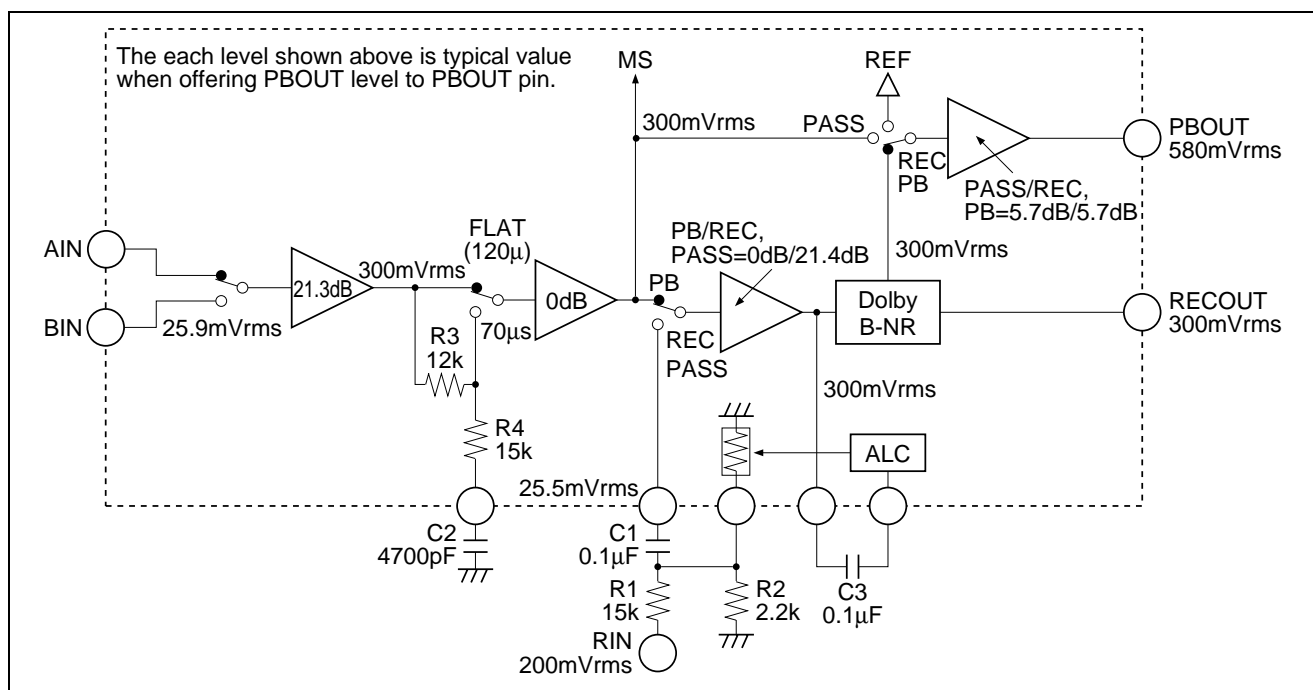 The each level shown above is typical value
when offering PBOUT level to PBOUT pin.
MS
REF
300mVrms
PASS
REC
PB
PBOUT
580mVrms
PASS/REC,
PB=5.7dB/5.7dB
AIN
BIN
25.9mVrms
21.3dB
300mVrms
FLAT
(120μ)
70μs
0dB
PB
REC
PASS
PB/REC,
PASS=0dB/21.4dB
300mVrms
Dolby
B-NR
RECOUT
300mVrms
R3
12k
R4
15k
300mVrms
ALC
25.5mVrms
C2
4700pF
C1
0.1μF
R1
15k
R2
2.2k
C3
0.1μF
RIN
200mVrms